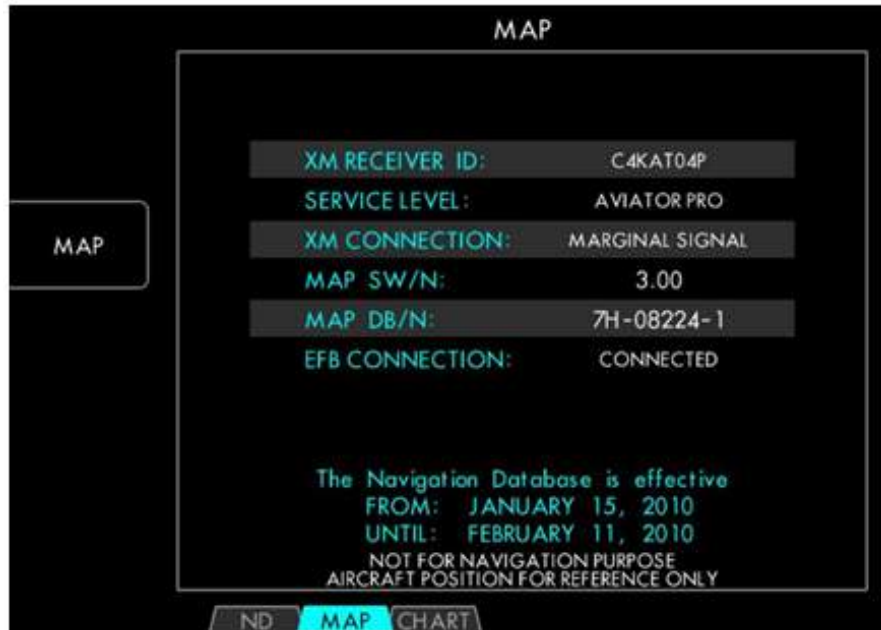 MAP
XM RECEIVER ID: C4KAT04P
SERVICE LEVEL: AVIATOR PRO
MAP
XM CONNECTION: MARGINAL SIGNAL
MAP SW/N: 3.00
MAP DB/N: 7H-08224-1
EFB CONNECTION: CONNECTED
The Navigation Database is effective
FROM: JANUARY 15, 2010
UNTIL: FEBRUARY 11, 2010
NOT FOR NAVIGATION PURPOSE
AIRCRAFT POSITION FOR REFERENCE ONLY
ND MAP CHART